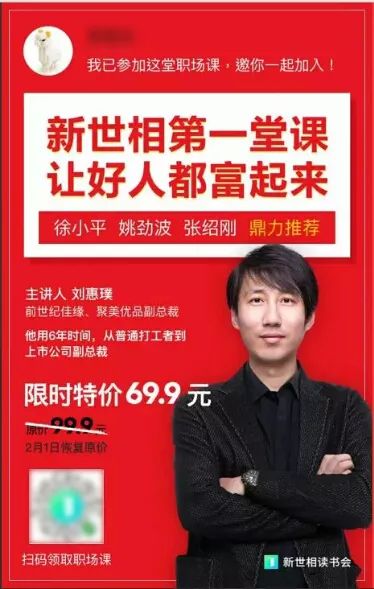 我已参加这堂职场课，邀你一起加入！
新世相第一堂课
让好人都富起来
徐小平 姚劲波 张绍刚 鼎力推荐
主讲人 刘惠璞
前世纪佳缘、聚美优品副总裁
他用6年时间，从普通打工者到
上市公司副总裁
限时特价 69.9 元
原价 99.9 元
2月1日恢复原价
扫码领取职场课
新世相读书会